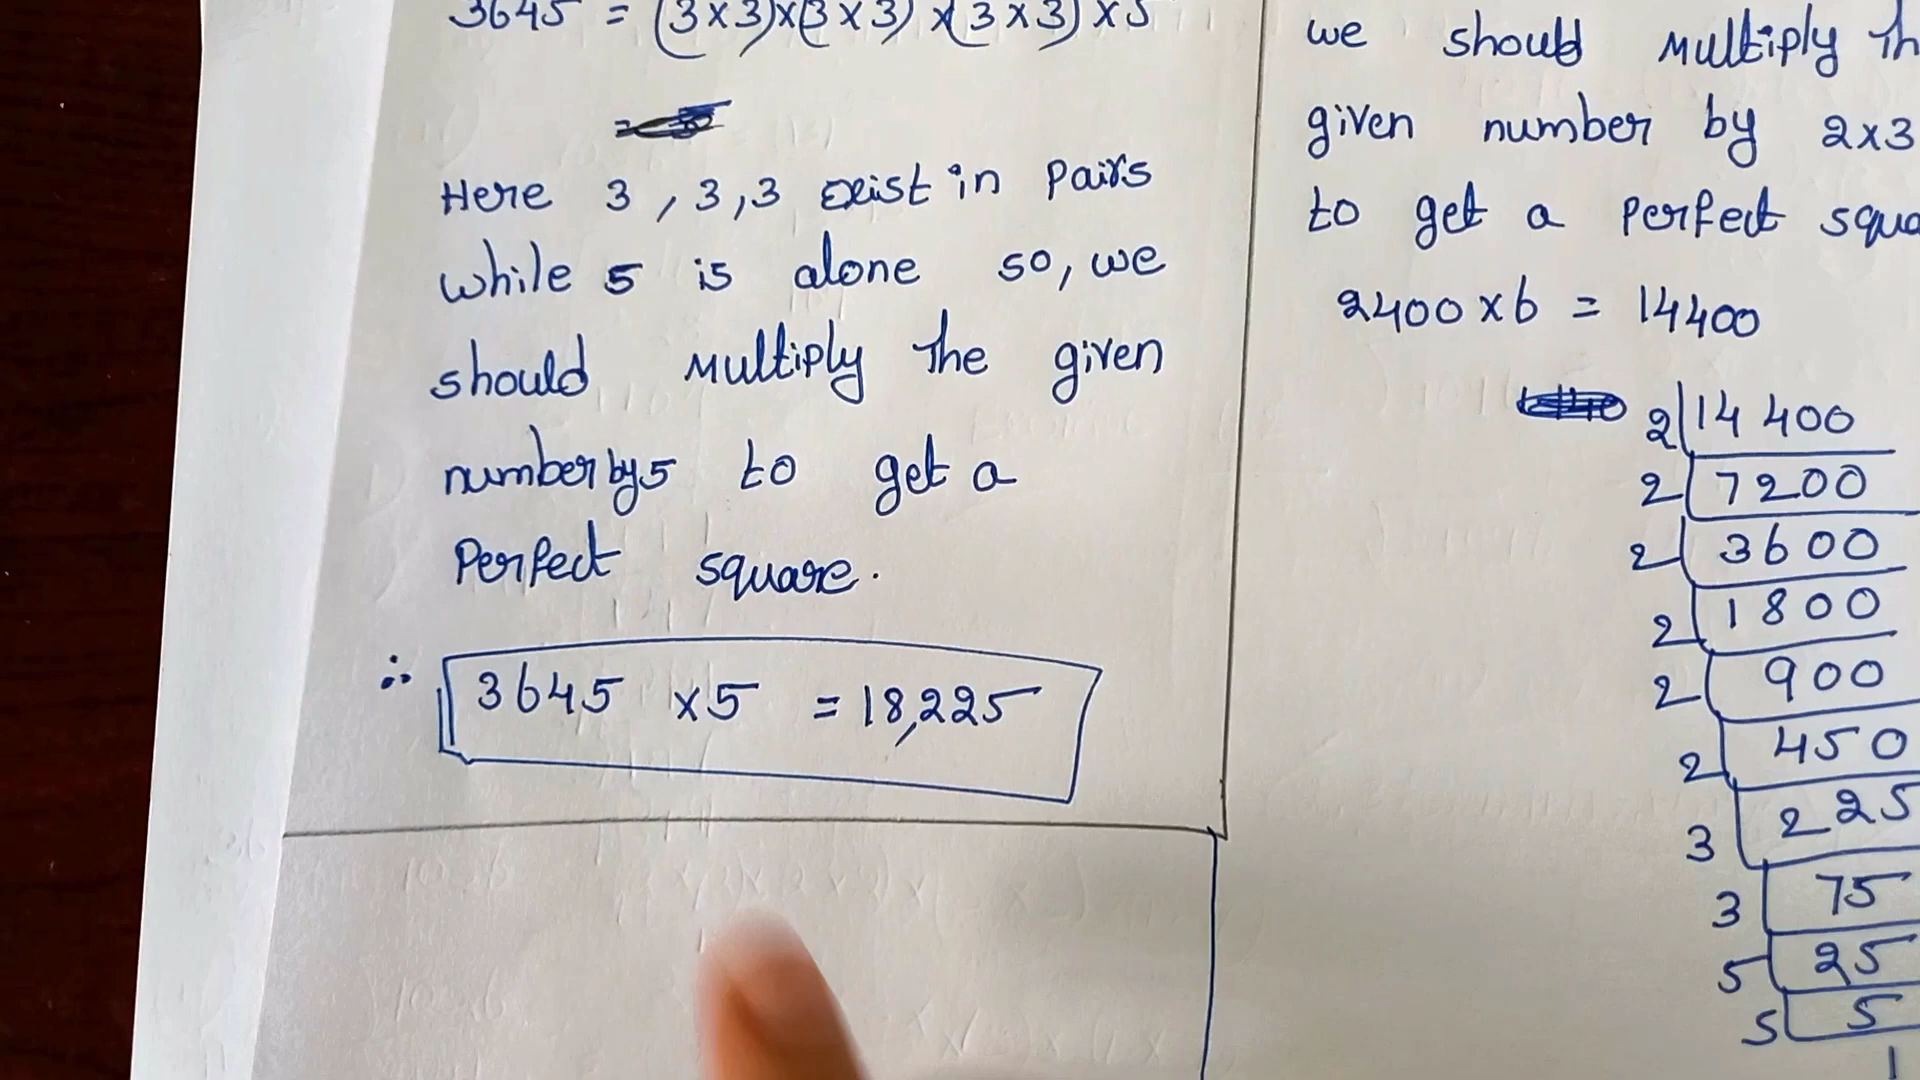 3645 = (3×3)×(3×3)×(3×3)×5
Here 3,3,3 exist in Pairs
while 5 is alone so, we
should Multiply The given
number by 5 to get a
Perfect square.
∴ 3645 ×5 = 18,225
we should Multiply Th
given number by 2×3
to get a Perfect squa
2400 × 6 = 14400
2 14 400
2 7200
2 3600
2 1800
2 900
2 450
3 225
3 75
5 25
5 5
1